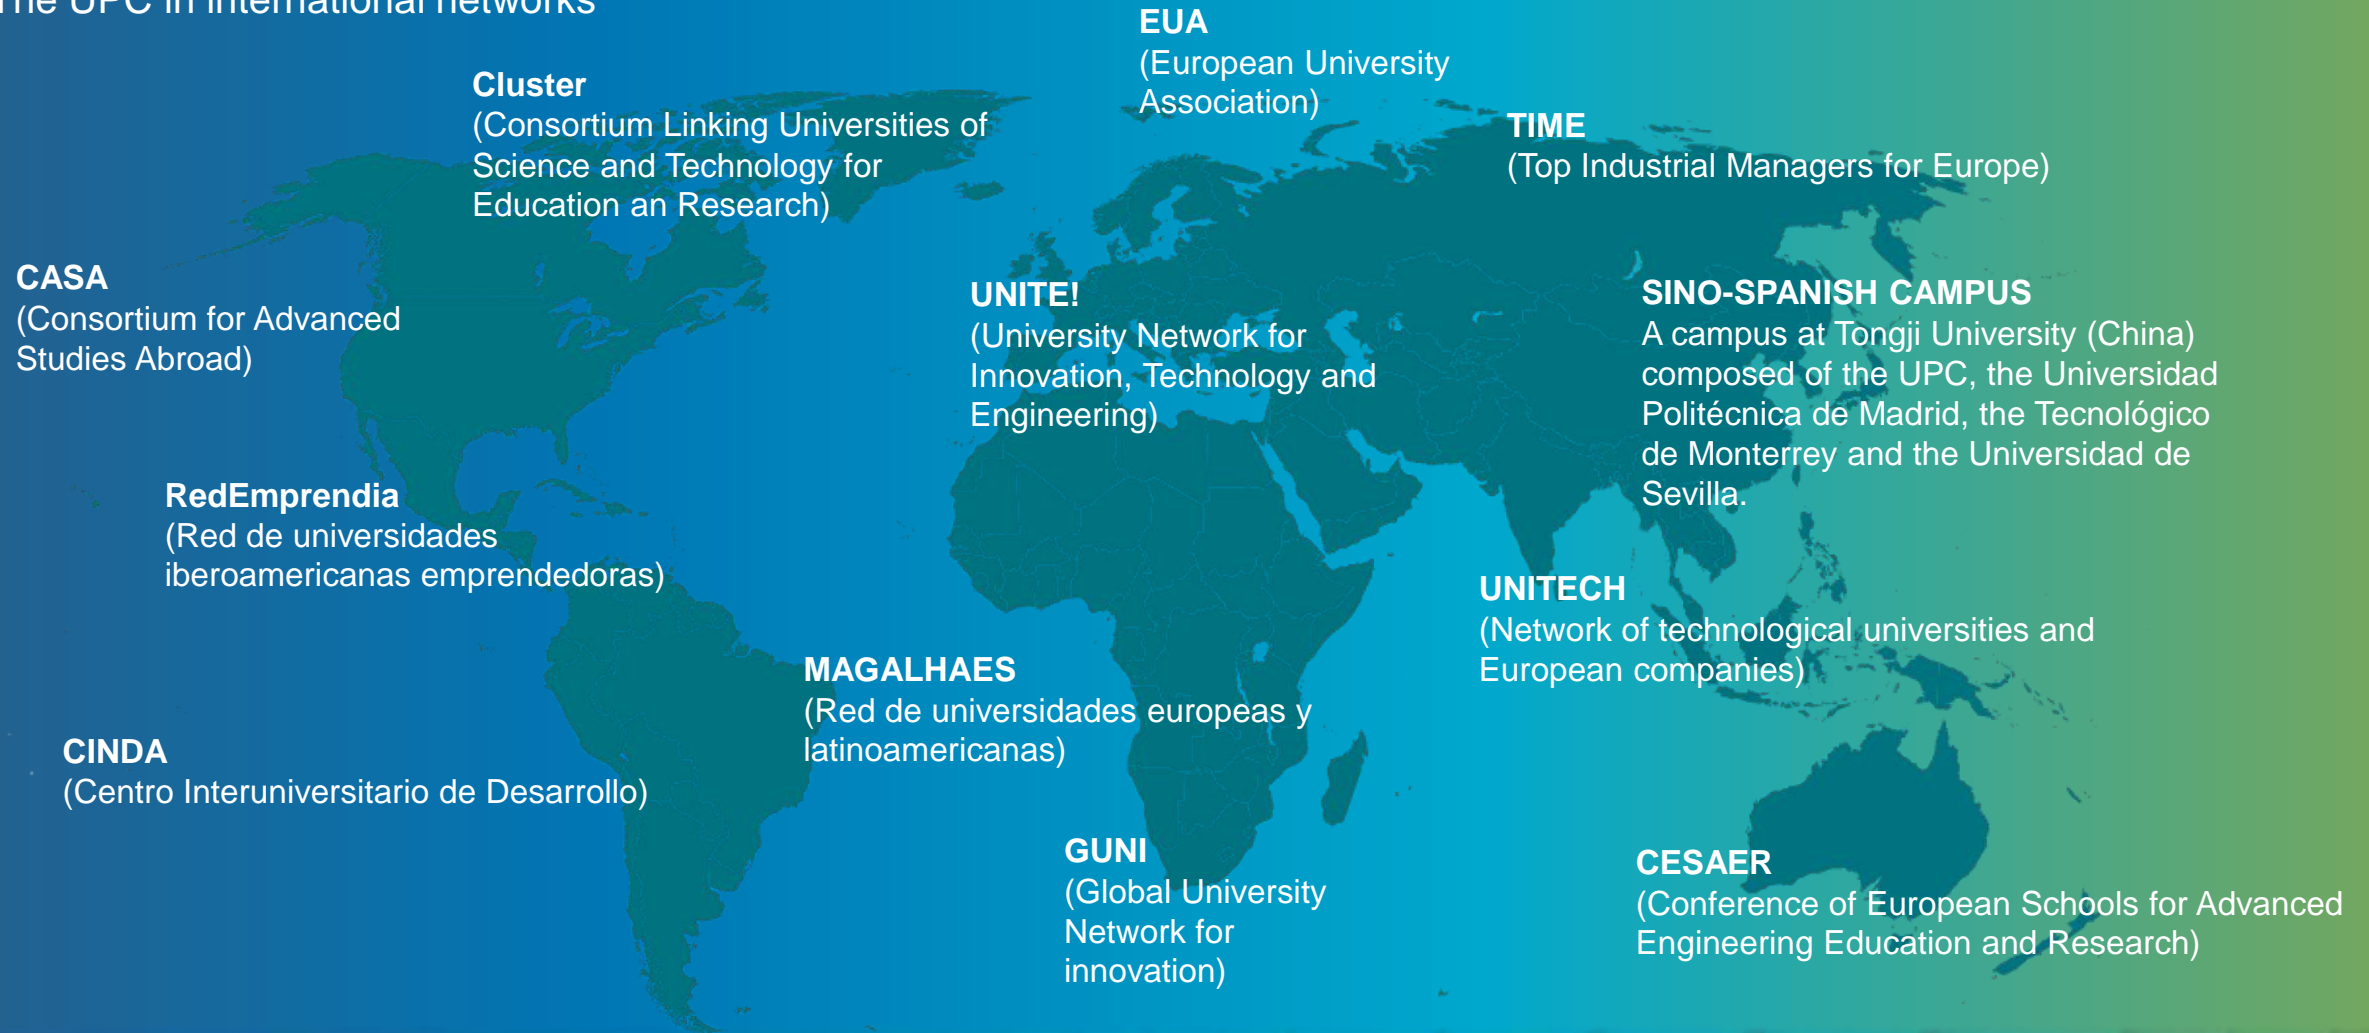 The UPC in international networks
EUA
(European University
Association)
Cluster
(Consortium Linking Universities of
Science and Technology for
Education an Research)
TIME
(Top Industrial Managers for Europe)
CASA
(Consortium for Advanced
Studies Abroad)
UNITE!
(University Network for
Innovation, Technology and
Engineering)
SINO-SPANISH CAMPUS
A campus at Tongji University (China)
composed of the UPC, the Universidad
Politécnica de Madrid, the Tecnológico
de Monterrey and the Universidad de
Sevilla.
RedEmprendia
(Red de universidades
iberoamericanas emprendedoras)
UNITECH
(Network of technological universities and
European companies)
MAGALHAES
(Red de universidades europeas y
latinoamericanas)
CINDA
(Centro Interuniversitario de Desarrollo)
GUNI
(Global University
Network for
innovation)
CESAER
(Conference of European Schools for Advanced
Engineering Education and Research)